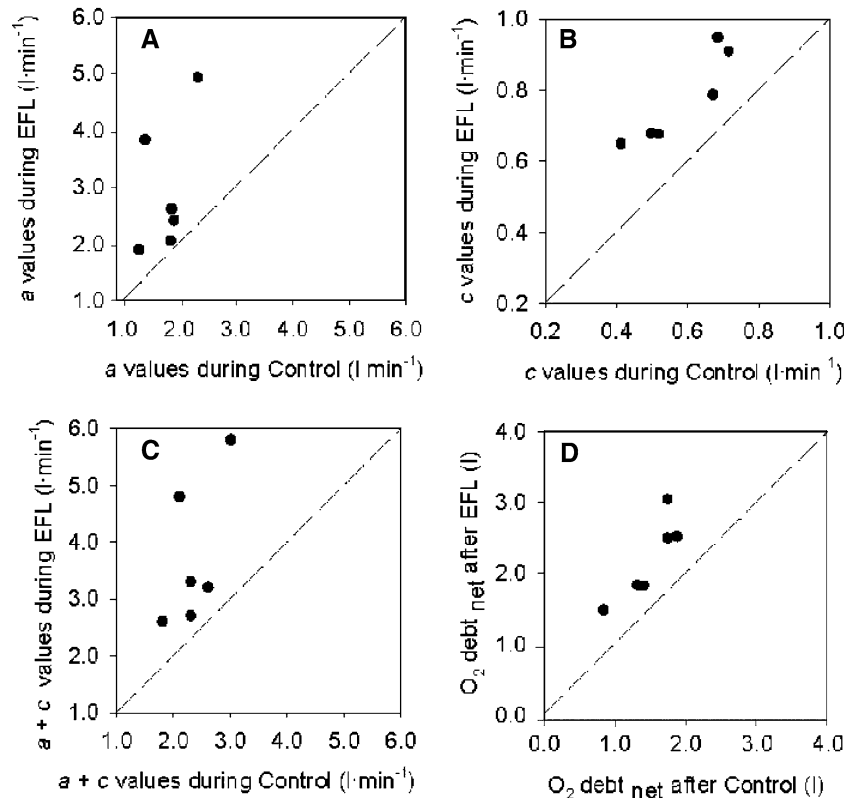 A
a values during EFL (l·min-1)
6.0
5.0
4.0
3.0
2.0
1.0
1.0 2.0 3.0 4.0 5.0 6.0
a values during Control (l min-1)
B
c values during EFL (l·min-1)
1.0
0.8
0.6
0.4
0.2
0.2 0.4 0.6 0.8 1.0
c values during Control (l·min-1)
C
a + c values during EFL (l·min-1)
6.0
5.0
4.0
3.0
2.0
1.0
1.0 2.0 3.0 4.0 5.0 6.0
a + c values during Control (l·min-1)
D
O2 debt net after EFL (l)
4.0
3.0
2.0
1.0
0.0
0.0 1.0 2.0 3.0 4.0
O2 debt net after Control (l)